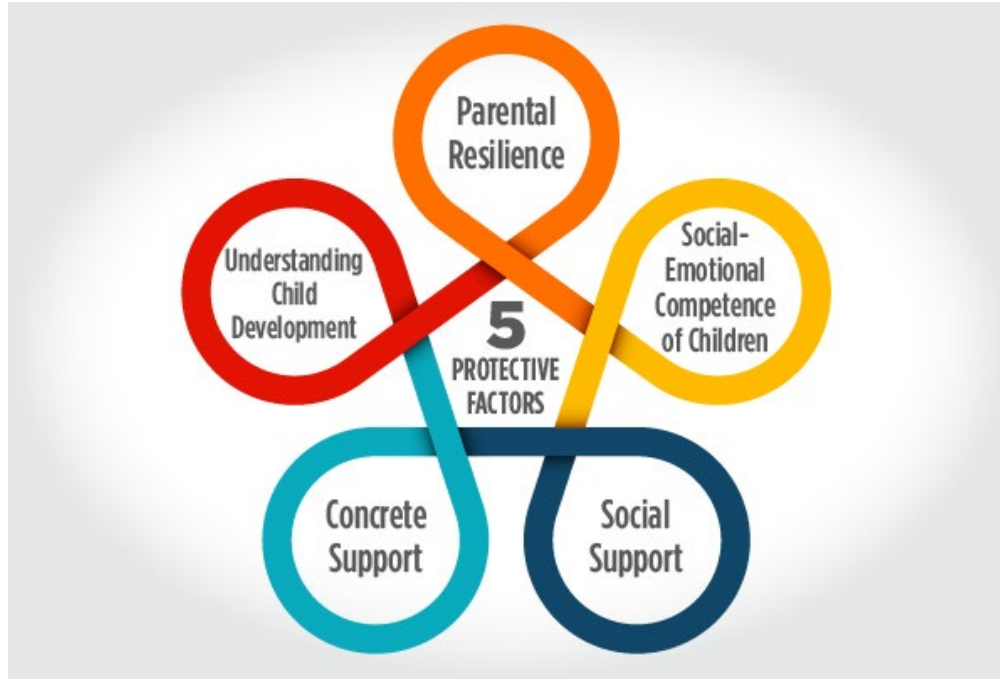 Parental
Resilience
Understanding
Child
Development
Social-
Emotional
Competence
of Children
5
PROTECTIVE
FACTORS
Concrete
Support
Social
Support